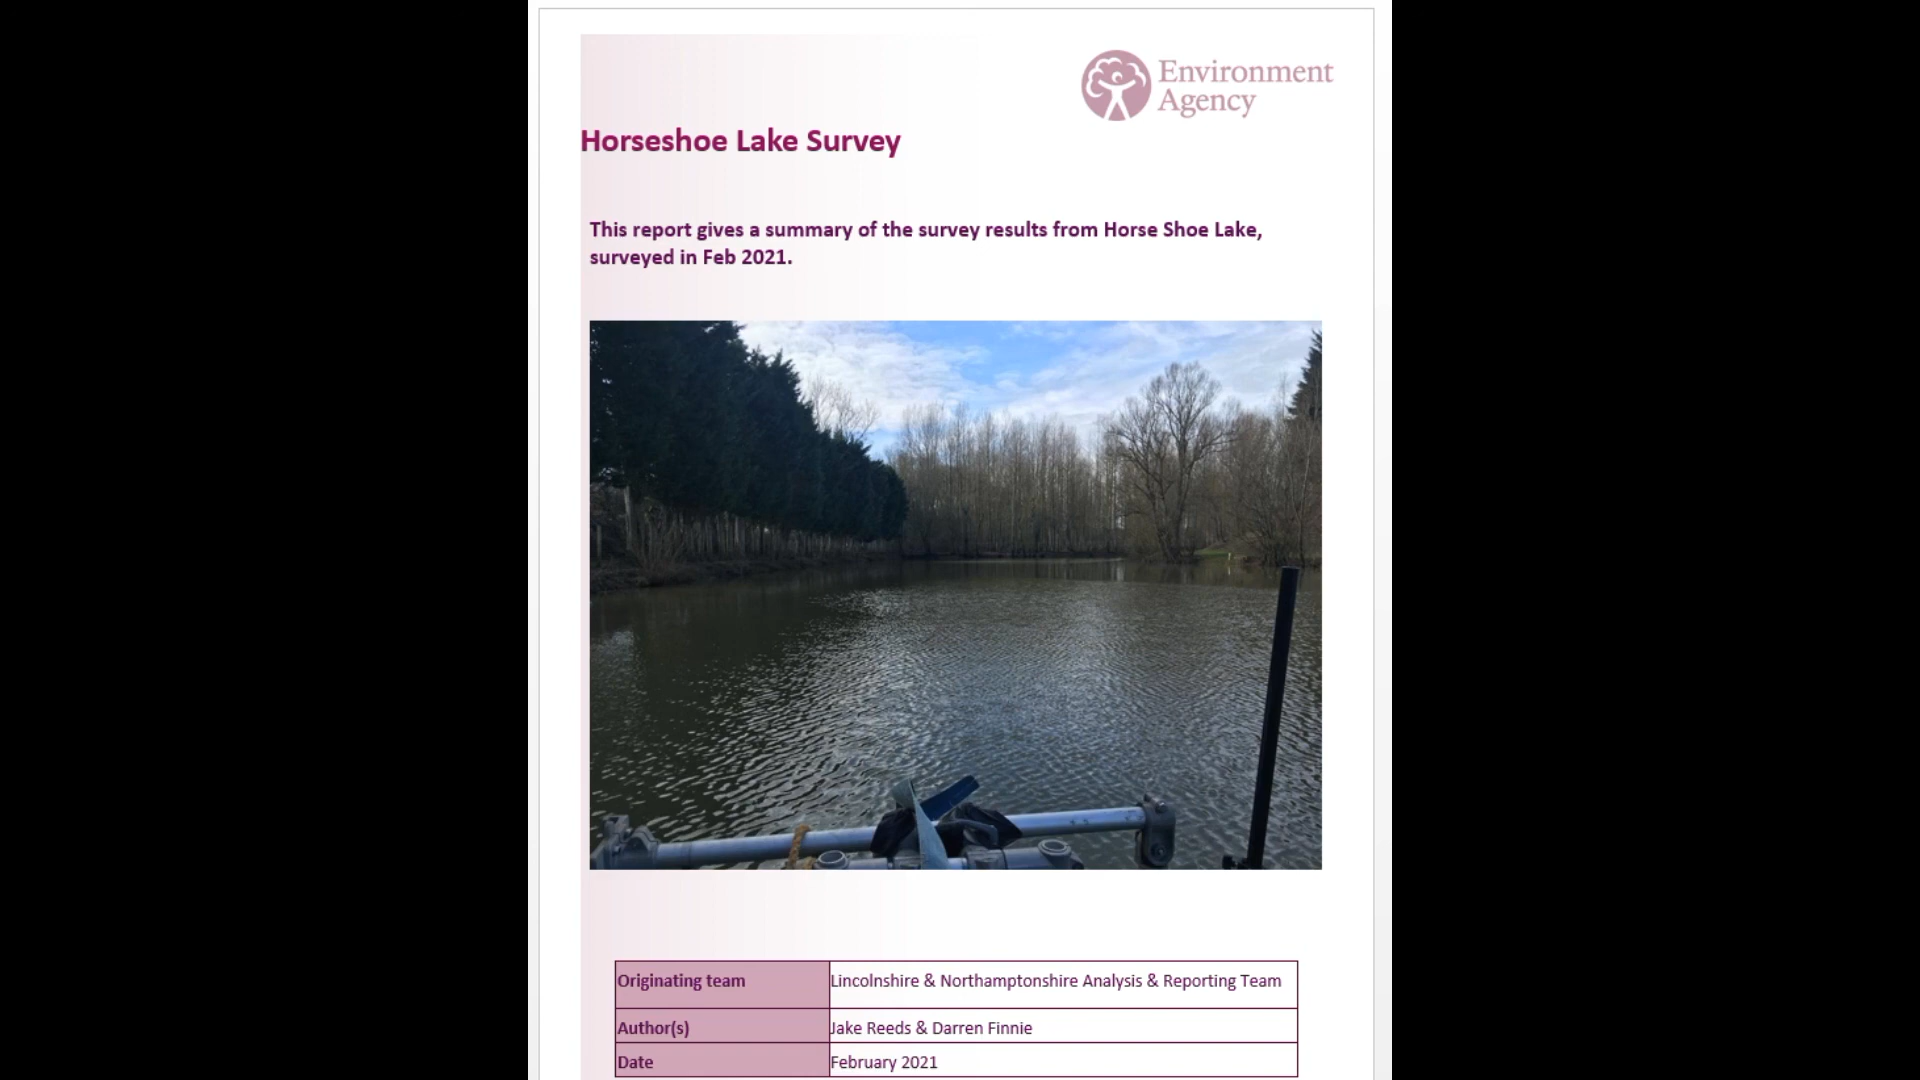 Environment
Agency
Horseshoe Lake Survey
This report gives a summary of the survey results from Horse Shoe Lake,
surveyed in Feb 2021.
Originating team Lincolnshire & Northamptonshire Analysis & Reporting Team
Author(s) Jake Reeds & Darren Finnie
Date February 2021